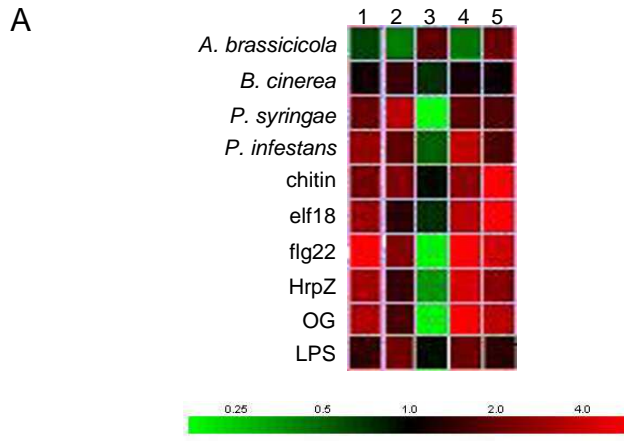 A
1 2 3 4 5
A. brassicicola
B. cinerea
P. syringae
P. infestans
chitin
elf18
flg22
HrpZ
OG
LPS
0.25 0.5 1.0 2.0 4.0